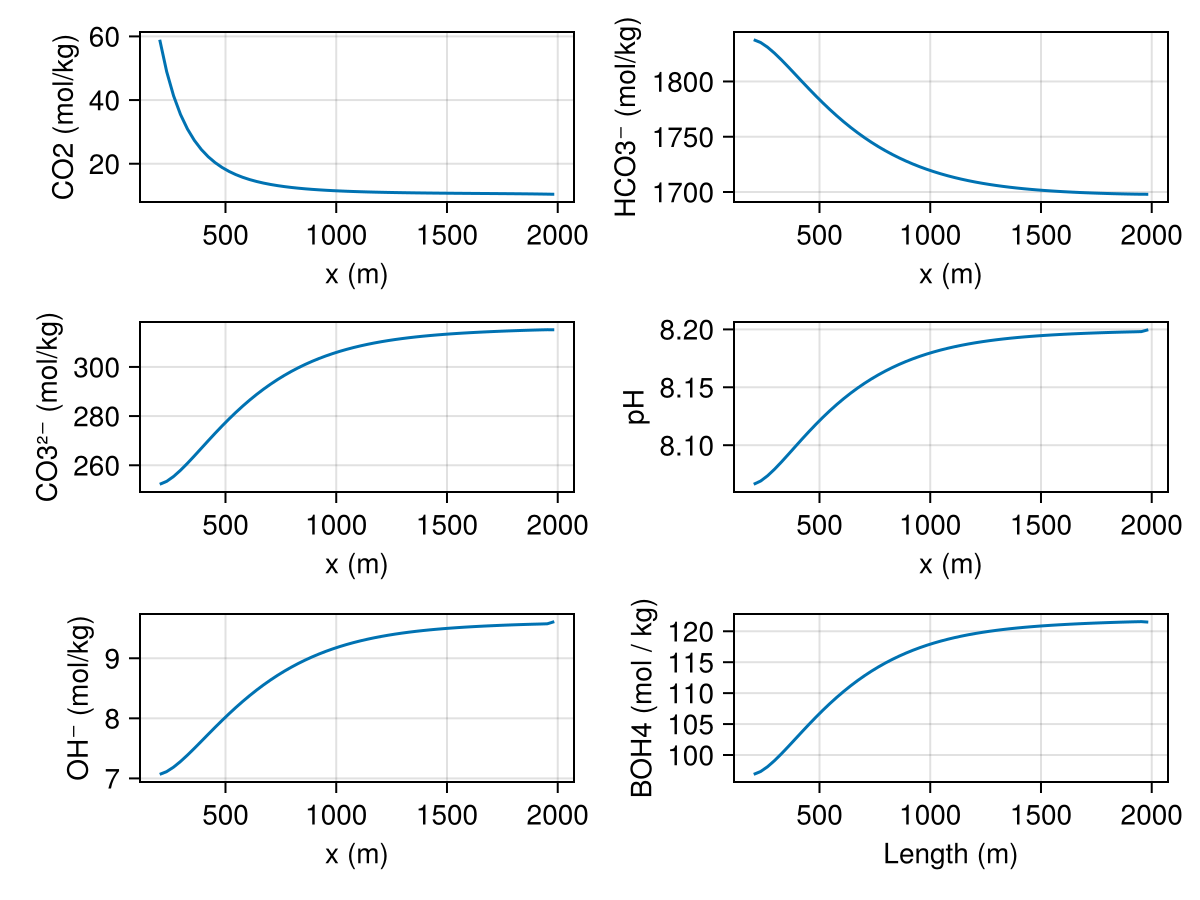 CO2 (mol/kg)
60
40
20
500 1000 1500 2000
x (m)
HCO3⁻ (mol/kg)
1800
1750
1700
500 1000 1500 2000
x (m)
CO3²⁻ (mol/kg)
300
280
260
500 1000 1500 2000
x (m)
pH
8.20
8.15
8.10
500 1000 1500 2000
x (m)
OH⁻ (mol/kg)
9
8
7
500 1000 1500 2000
x (m)
BOH4 (mol / kg)
120
115
110
105
100
500 1000 1500 2000
Length (m)